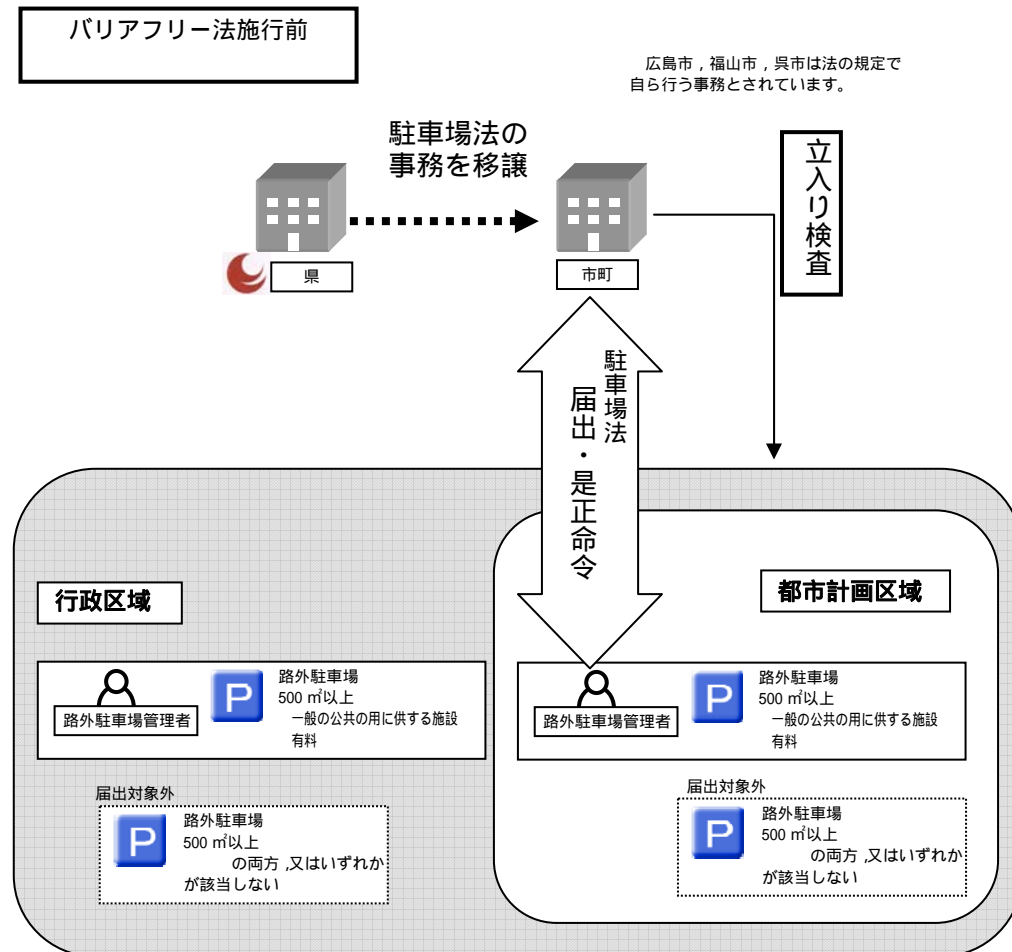 バリアフリー法施行前
広島市，福山市，呉市は法の規定で
自ら行う事務とされています。
駐車場法の
事務を移譲
立入り検査
県
市町
駐車場法
届出・是正命令
行政区域
都市計画区域
路外駐車場管理者
P
路外駐車場
500 ㎡以上
一般の公共の用に供する施設
有料
路外駐車場管理者
P
路外駐車場
500 ㎡以上
一般の公共の用に供する施設
有料
届出対象外
P
路外駐車場
500 ㎡以上
の両方，又はいずれか
が該当しない
届出対象外
P
路外駐車場
500 ㎡以上
の両方，又はいずれか
が該当しない